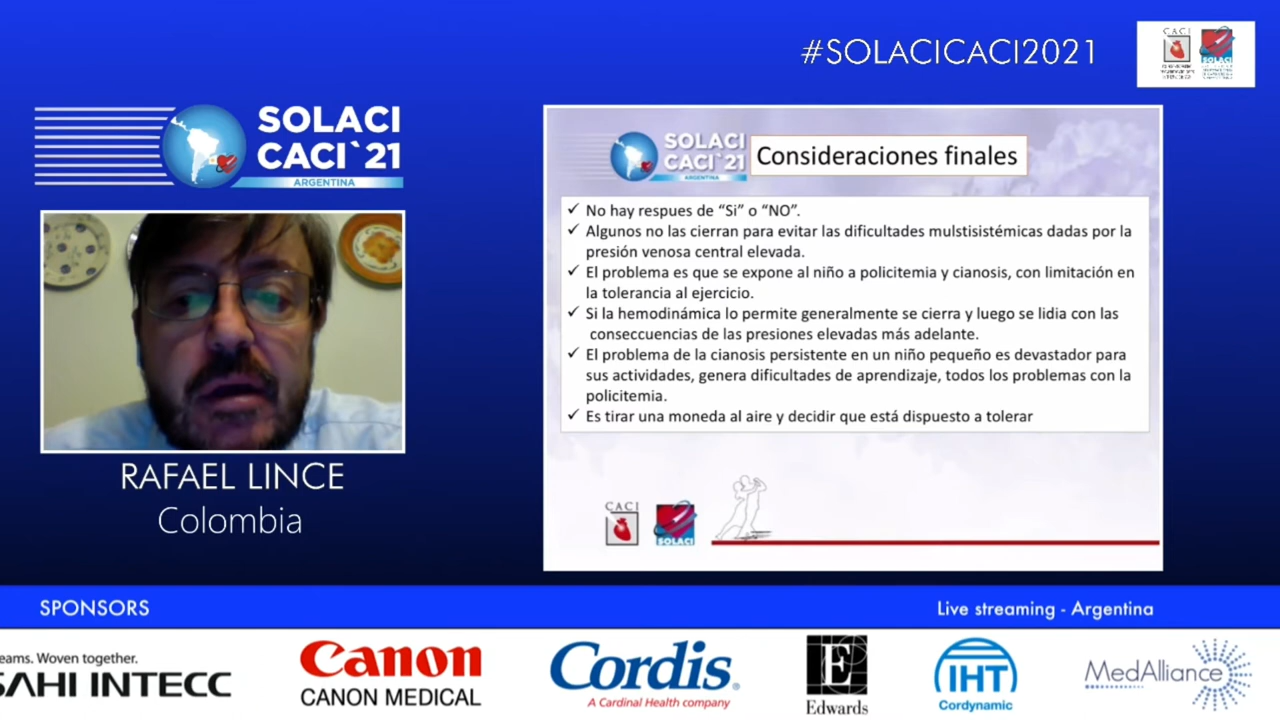 #SOLACICACI2021
CACI
SOLACI
SOLACI
CACI`21
ARGENTINA
RAFAEL LINCE
Colombia
SOLACI
CACI`21
ARGENTINA
Consideraciones finales
✓ No hay respues de “Si” o “NO”.
✓ Algunos no las cierran para evitar las dificultades mulstisistémicas dadas por la
presión venosa central elevada.
✓ El problema es que se expone al niño a policitemia y cianosis, con limitación en
la tolerancia al ejercicio.
✓ Si la hemodinámica lo permite generalmente se cierra y luego se lidia con las
conseccuencias de las presiones elevadas más adelante.
✓ El problema de la cianosis persistente en un niño pequeño es devastador para
sus actividades, genera dificultades de aprendizaje, todos los problemas con la
policitemia.
✓ Es tirar una moneda al aire y decidir que está dispuesto a tolerar
CACI
SOLACI
SPONSORS
Live streaming - Argentina
eams. Woven together.
SAHI INTECC
Canon
CANON MEDICAL
Cordis
A Cardinal Health company
E
Edwards
IHT
Cordynamic
MedAlliance